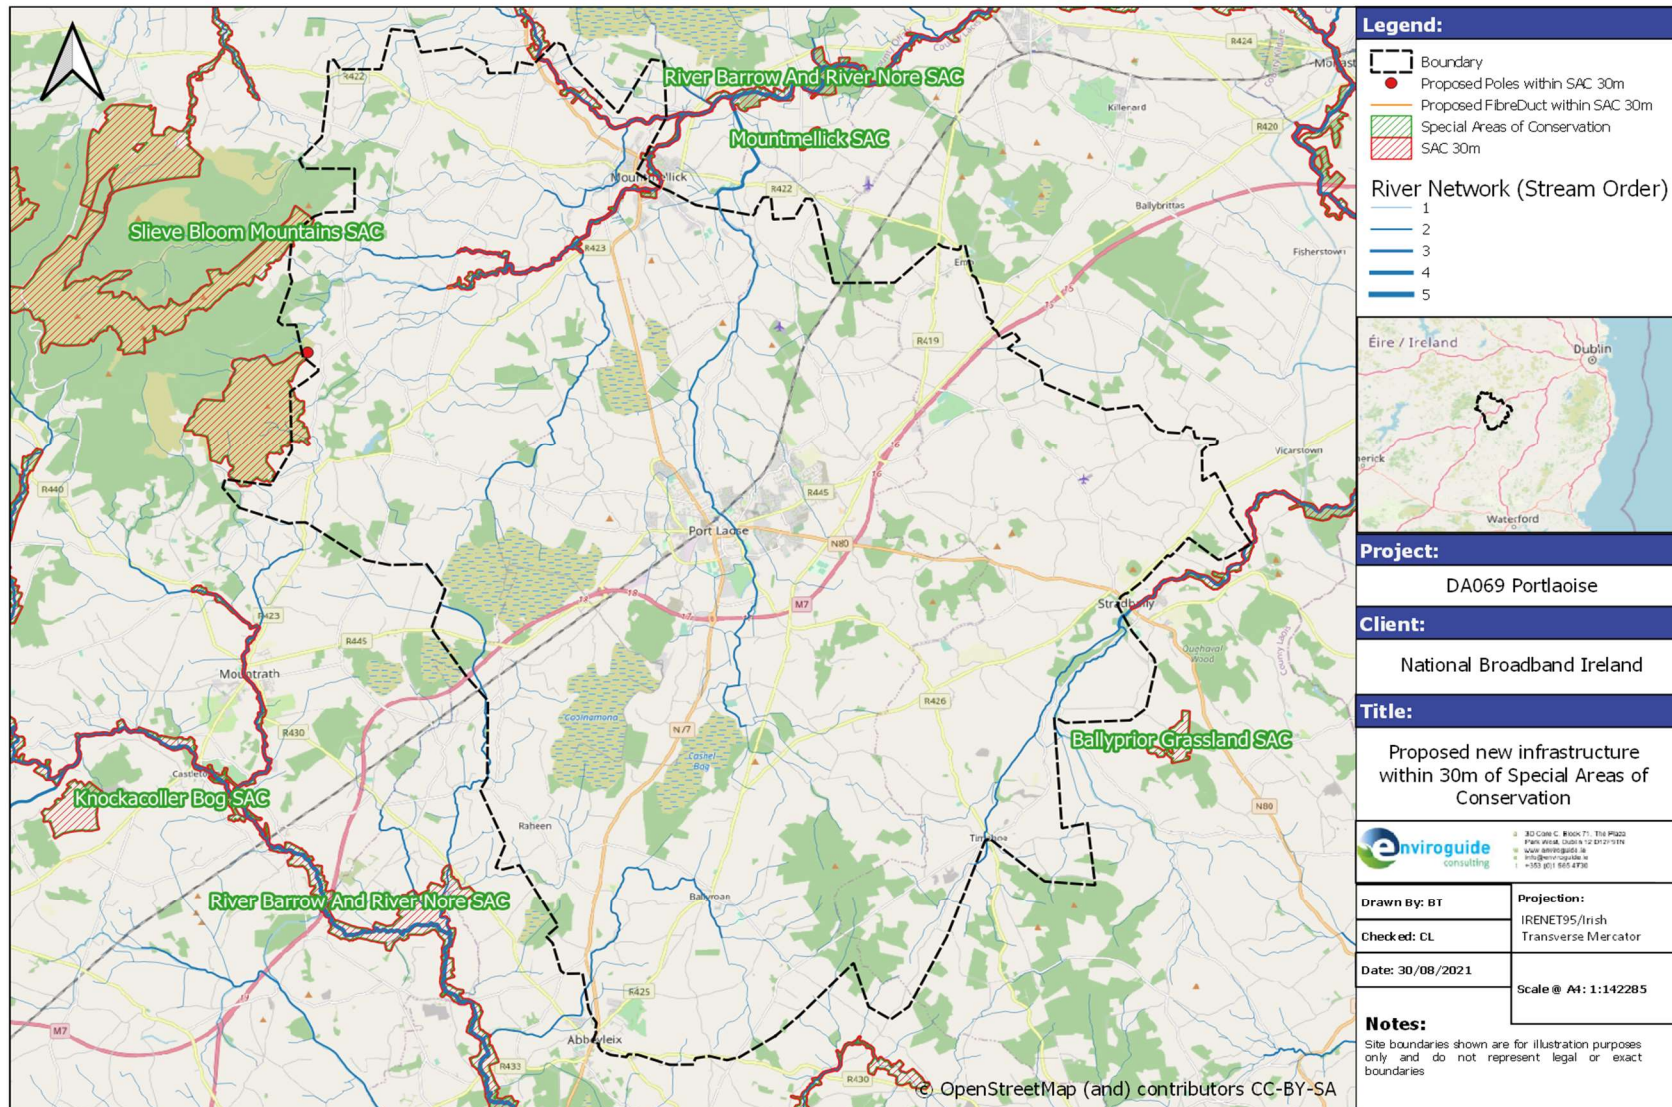 River Barrow And River Nore SAC
Mountmellick SAC
Slieve Bloom Mountains SAC
Ballyprior Grassland SAC
Knockacoller Bog SAC
River Barrow And River Nore SAC
R422
R424
Killenard
R420
R422
Ballybrittas
Fisherstown
R423
R419
Vicarstown
R440
R445
Port Laoise
N80
M7
Stradbally
R423
R445
Mountrath
R426
Coolnamona
N77
Cashel
Bog
R430
N80
Raheen
Timahoe
Ballyroan
R425
Abbeyleix
R433
R430
M7
© OpenStreetMap (and) contributors CC-BY-SA
Legend:
Boundary
Proposed Poles within SAC 30m
Proposed FibreDuct within SAC 30m
Special Areas of Conservation
SAC 30m
River Network (Stream Order)
1
2
3
4
5
Éire / Ireland
Dublin
erick
Waterford
Project:
DA069 Portlaoise
Client:
National Broadband Ireland
Title:
Proposed new infrastructure
within 30m of Special Areas of
Conservation
enviroguide
consulting
Drawn By: BT
Projection:
IRENET95/Irish
Transverse Mercator
Checked: CL
Date: 30/08/2021
Scale @ A4: 1:142285
Notes:
Site boundaries shown are for illustration purposes
only and do not represent legal or exact
boundaries